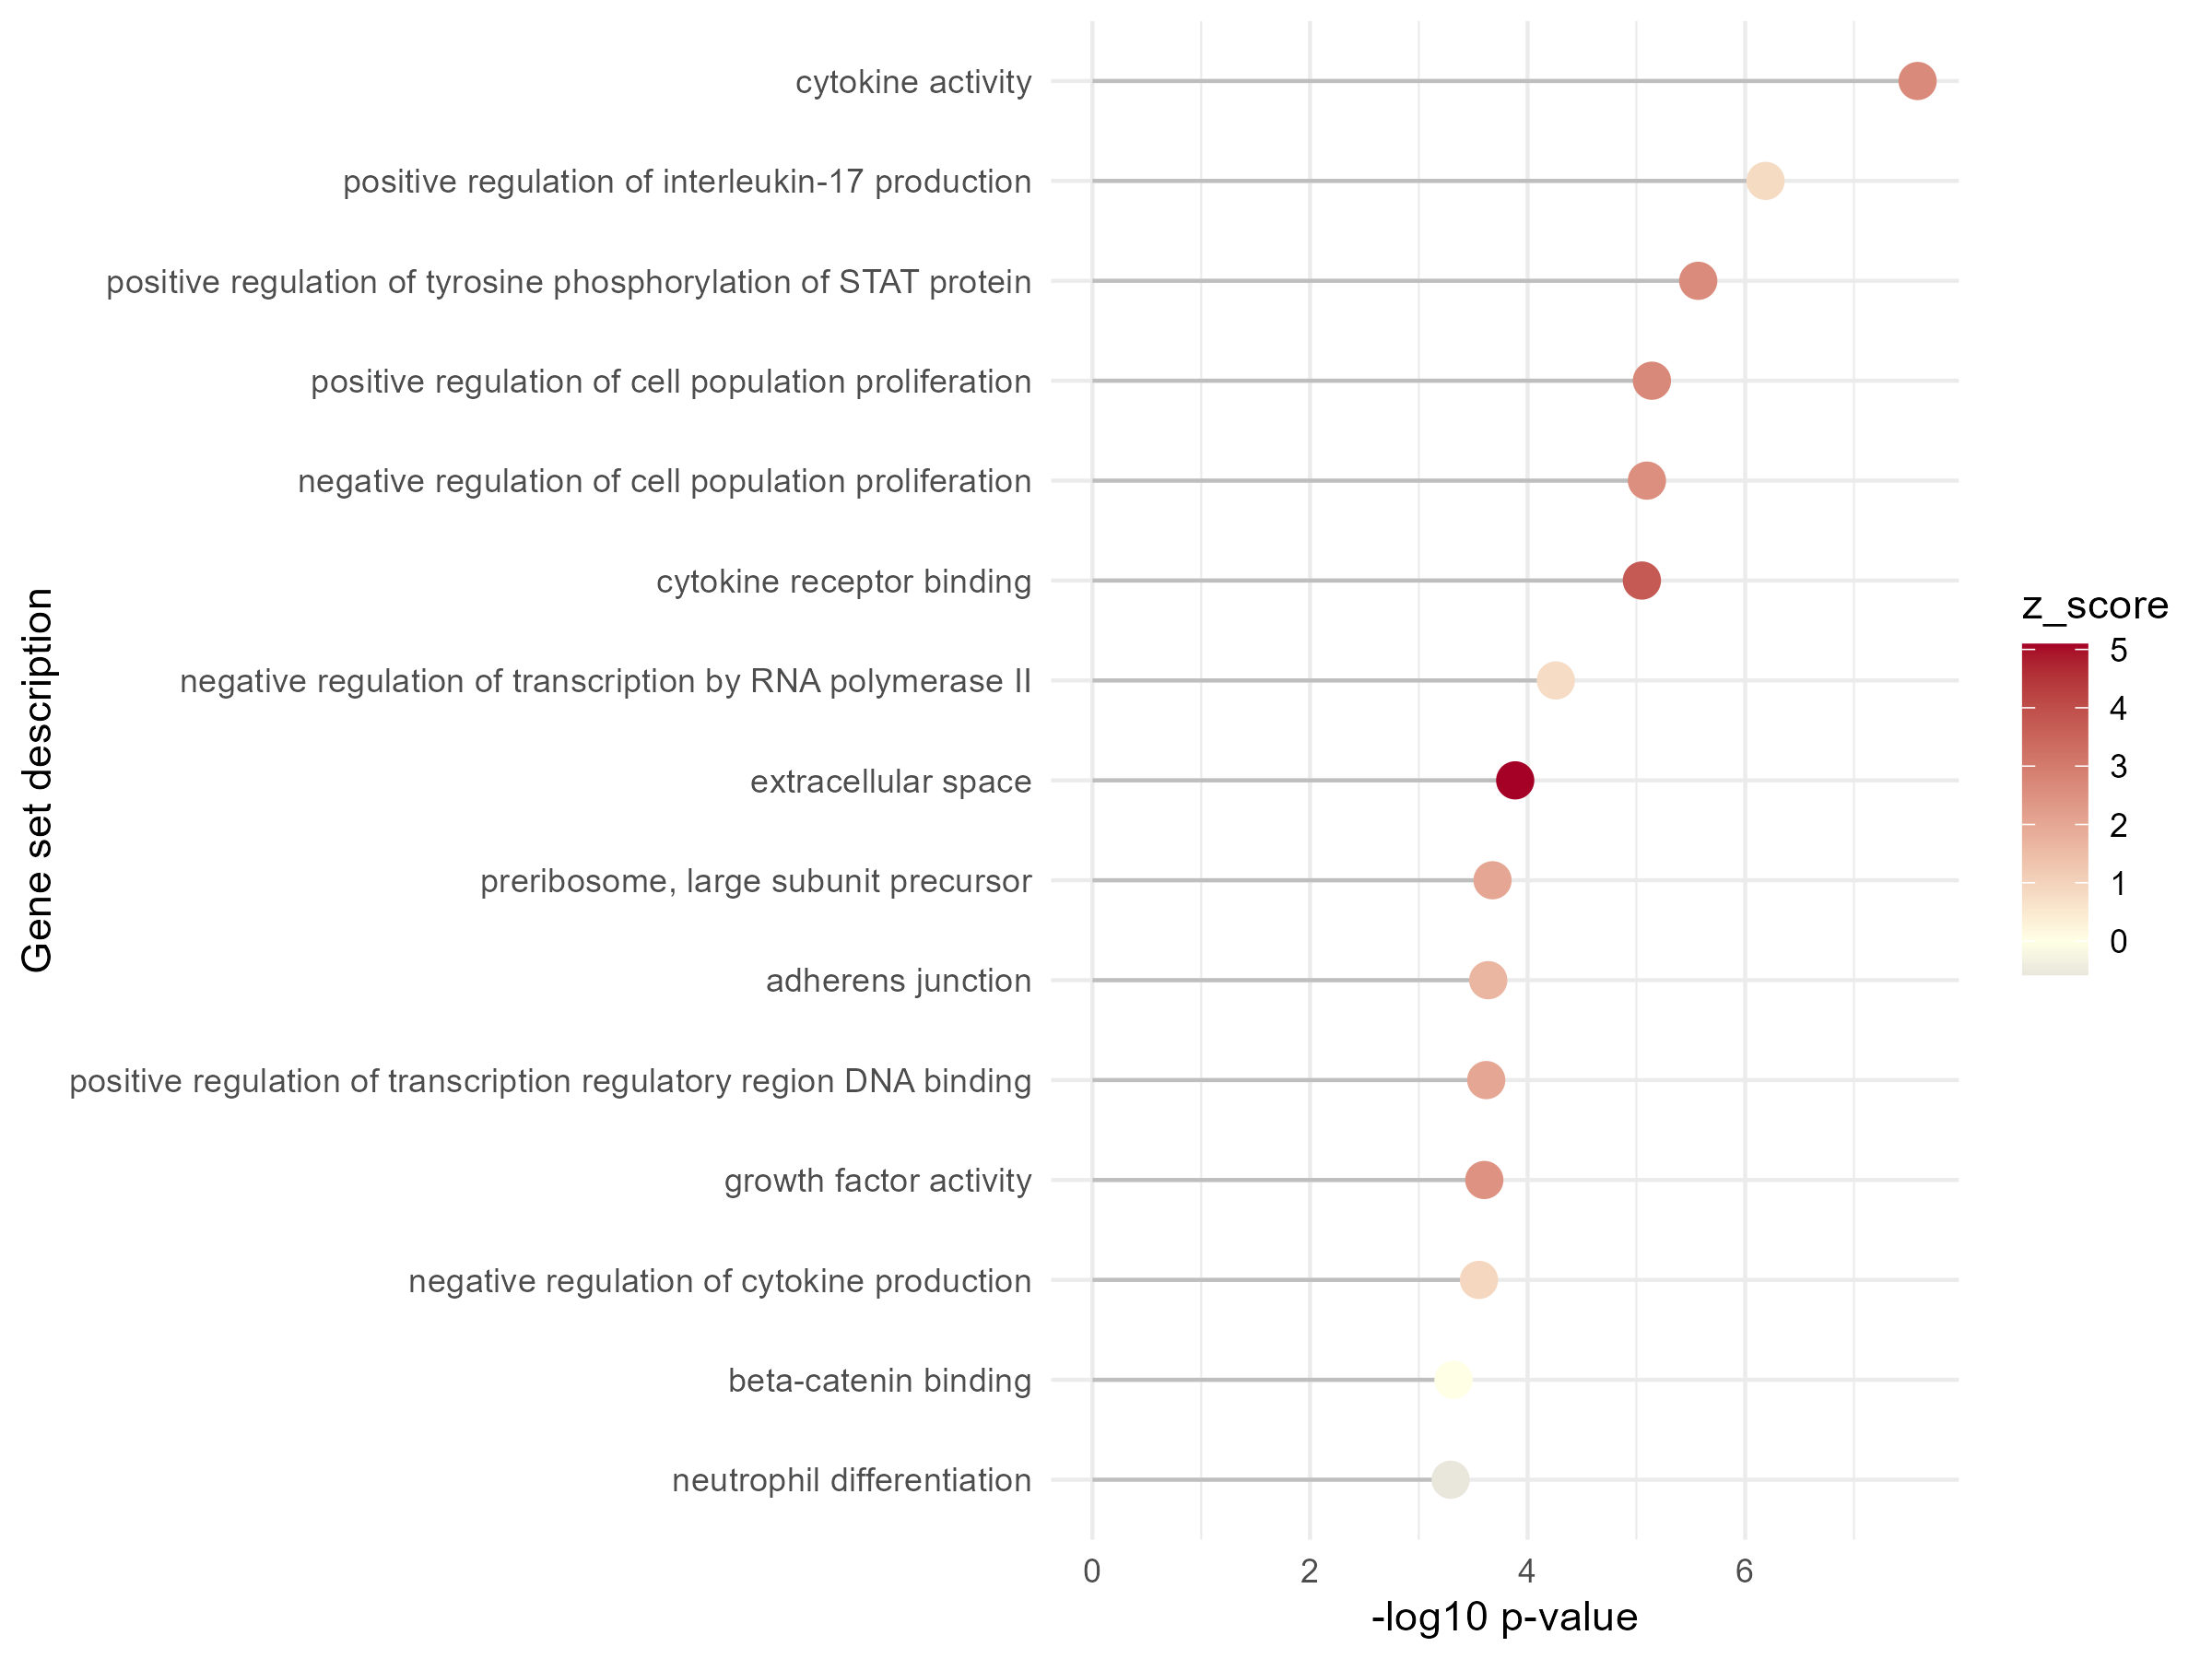 cytokine activity
positive regulation of interleukin-17 production
positive regulation of tyrosine phosphorylation of STAT protein
positive regulation of cell population proliferation
negative regulation of cell population proliferation
cytokine receptor binding
negative regulation of transcription by RNA polymerase II
extracellular space
preribosome, large subunit precursor
adherens junction
positive regulation of transcription regulatory region DNA binding
growth factor activity
negative regulation of cytokine production
beta-catenin binding
neutrophil differentiation
Gene set description
0 2 4 6
-log10 p-value
z_score
5
4
3
2
1
0